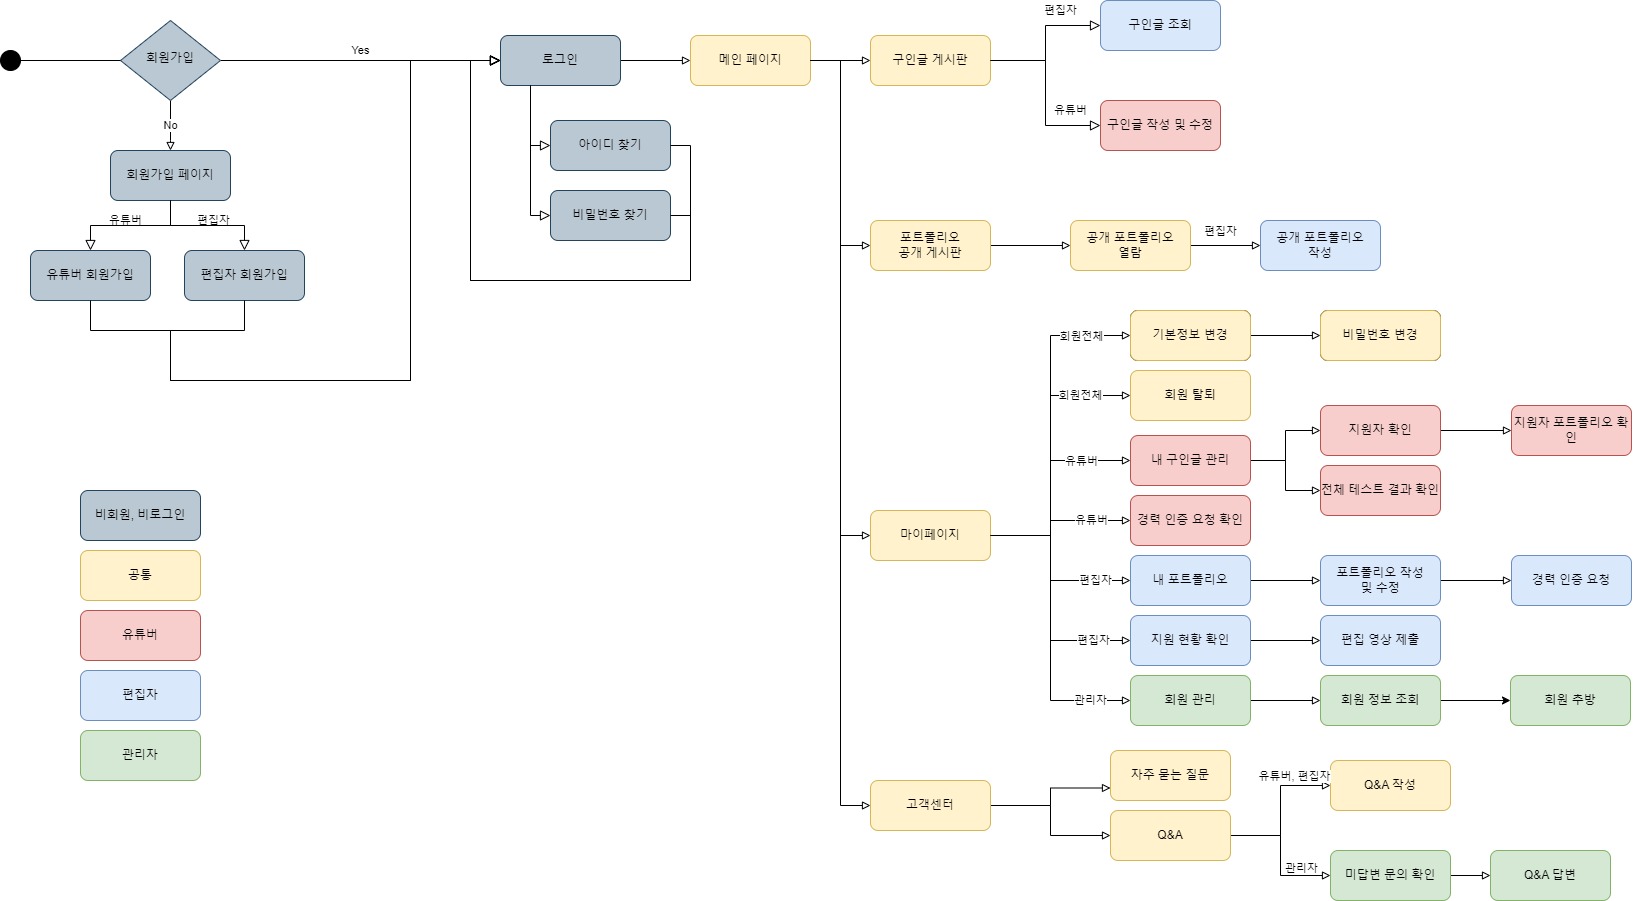 회원가입
Yes
No
회원가입 페이지
유튜버
편집자
유튜버 회원가입
편집자 회원가입
로그인
아이디 찾기
비밀번호 찾기
메인 페이지
구인글 게시판
편집자
구인글 조회
유튜버
구인글 작성 및 수정
포트폴리오
공개 게시판
공개 포트폴리오
열람
편집자
공개 포트폴리오
작성
마이페이지
회원전체
기본정보 변경
비밀번호 변경
회원전체
회원 탈퇴
유튜버
내 구인글 관리
지원자 확인
지원자 포트폴리오 확
인
전체 테스트 결과 확인
유튜버
경력 인증 요청 확인
편집자
내 포트폴리오
포트폴리오 작성
및 수정
경력 인증 요청
편집자
지원 현황 확인
편집 영상 제출
관리자
회원 관리
회원 정보 조회
회원 추방
고객센터
자주 묻는 질문
Q&A
유튜버, 편집자
Q&A 작성
관리자
미답변 문의 확인
Q&A 답변
비회원, 비로그인
공통
유튜버
편집자
관리자